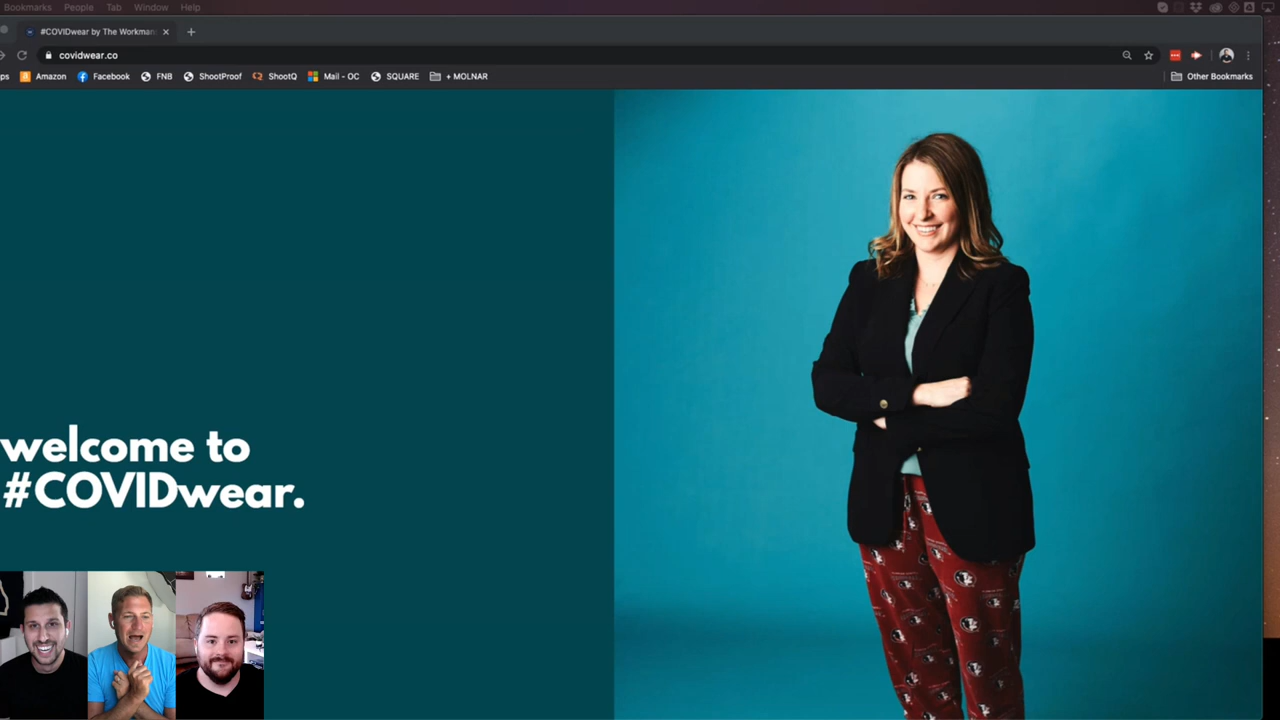 Bookmarks People Tab Window Help
#COVIDwear by The Workman
covidwear.co
ps Amazon Facebook FNB ShootProof ShootQ Mail - OC SQUARE + MOLNAR Other Bookmarks
welcome to
#COVIDwear.